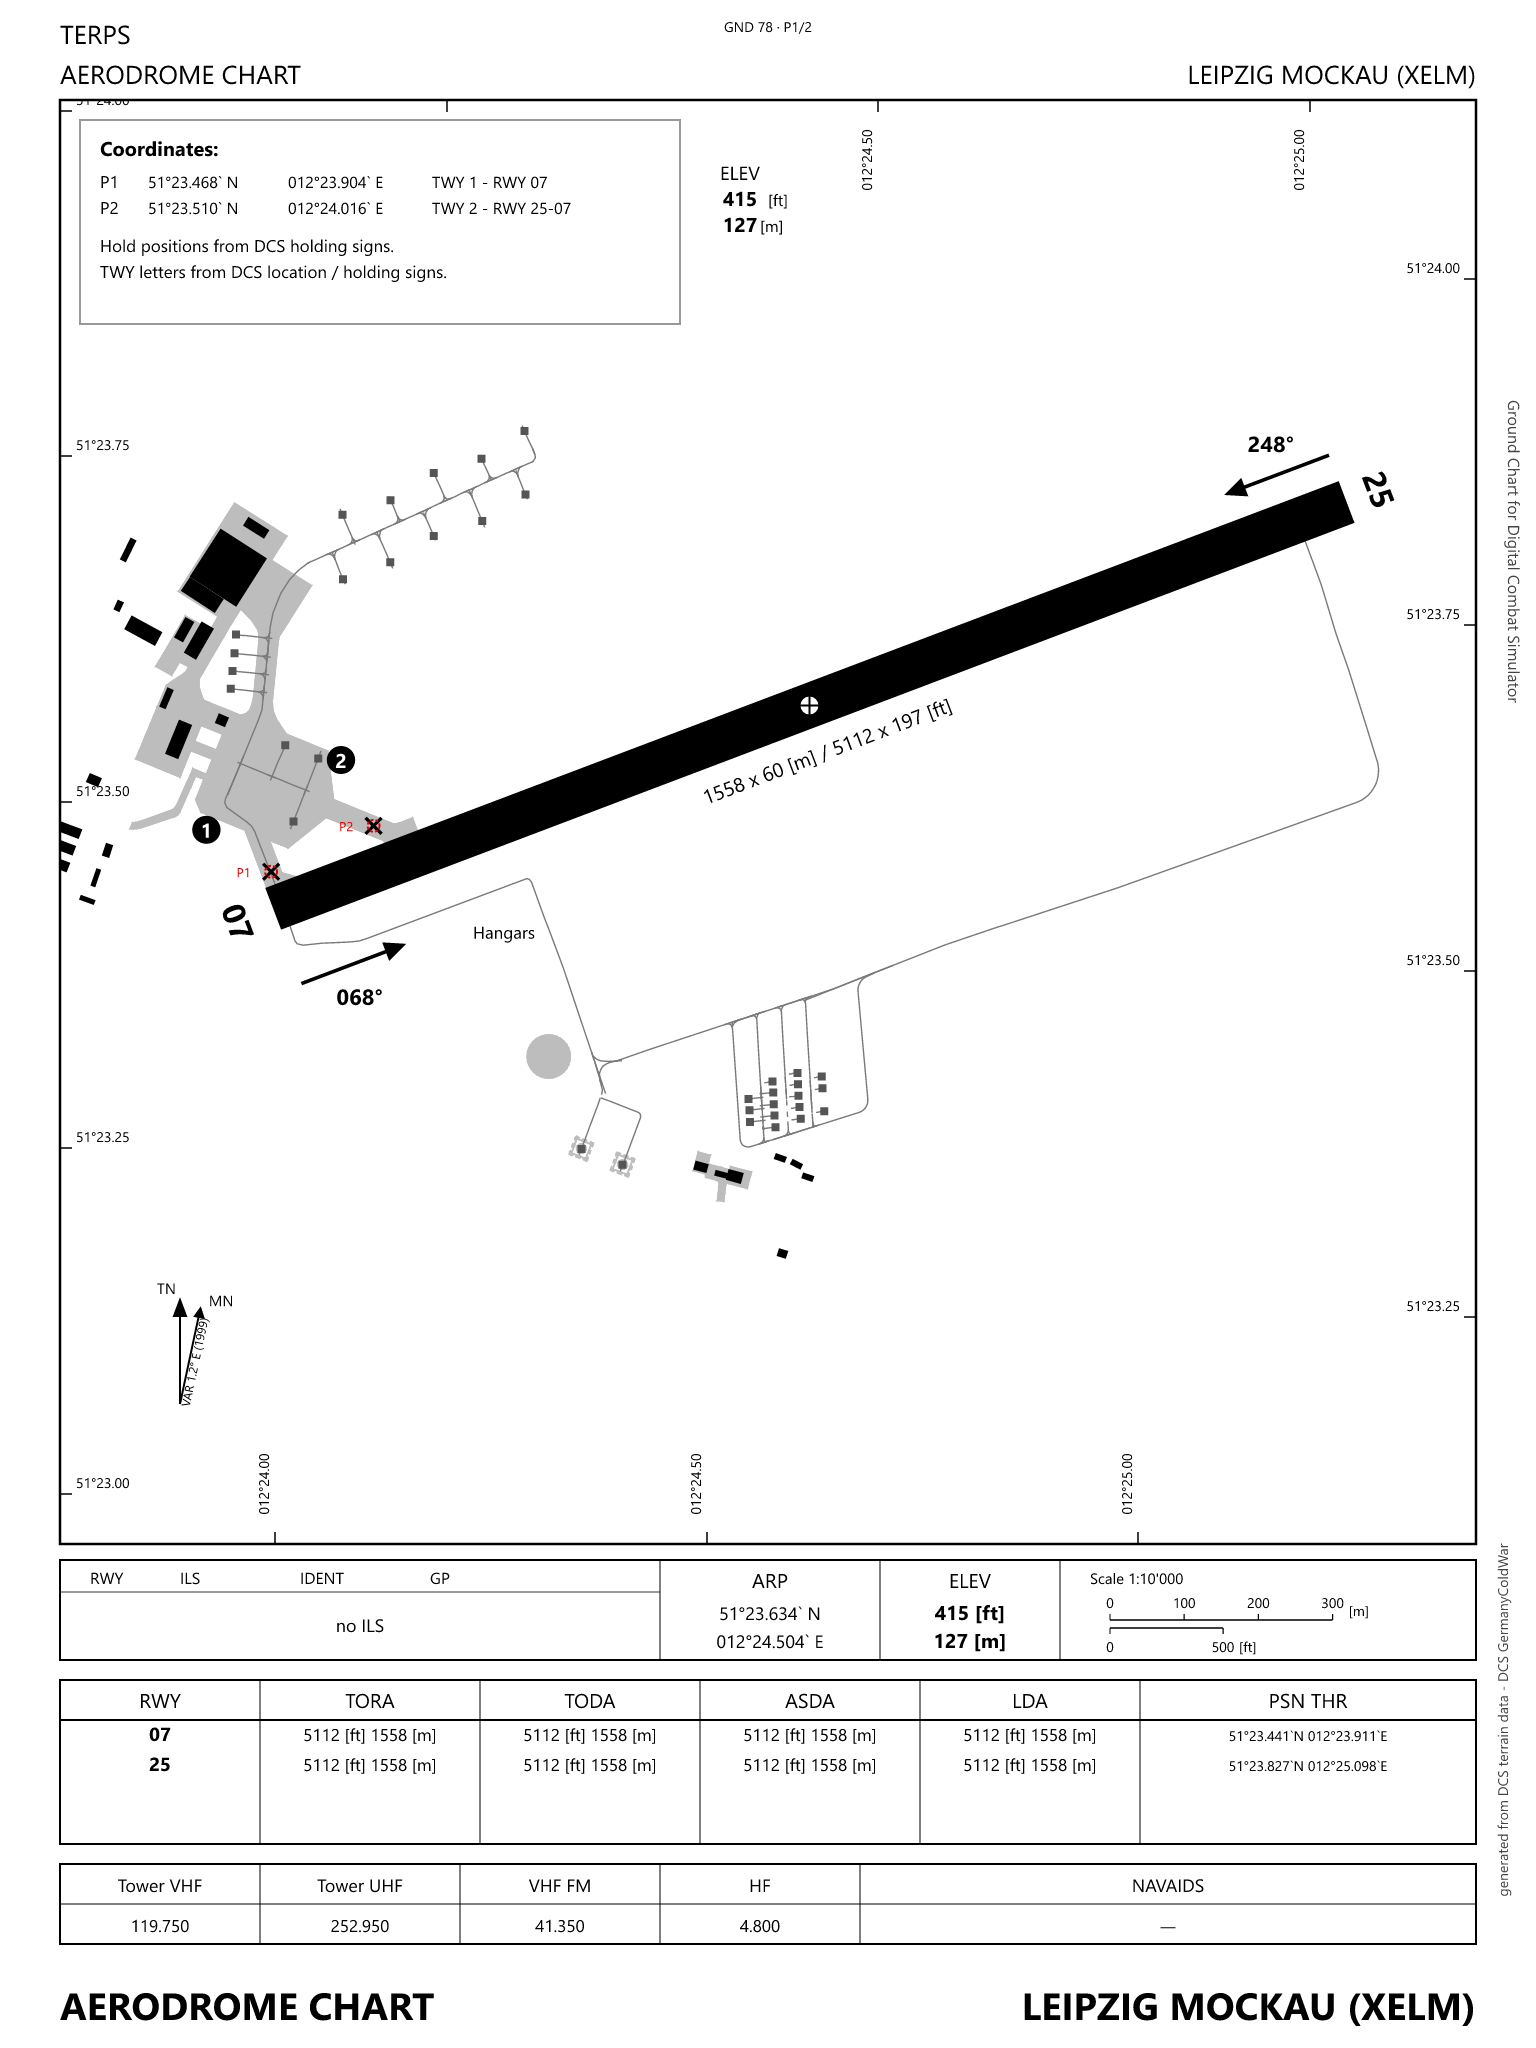 TERPS
GND 78 · P1/2
AERODROME CHART
LEIPZIG MOCKAU (XELM)
51°24.00
Coordinates:
P1 51°23.468` N 012°23.904` E TWY 1 - RWY 07
P2 51°23.510` N 012°24.016` E TWY 2 - RWY 25-07
Hold positions from DCS holding signs.
TWY letters from DCS location / holding signs.
ELEV
415 [ft]
127 [m]
012°24.50
012°25.00
51°24.00
51°23.75
248°
25
51°23.75
1558 x 60 [m] / 5112 x 197 [ft]
2
51°23.50
1
P2
P1
07
Hangars
068°
51°23.50
51°23.25
51°23.25
TN
MN
VAR 1.2° E (1999)
51°23.00
012°24.00
012°24.50
012°25.00
Ground Chart for Digital Combat Simulator
generated from DCS terrain data - DCS GermanyColdWar
RWY ILS IDENT GP
no ILS
ARP
51°23.634` N
012°24.504` E
ELEV
415 [ft]
127 [m]
Scale 1:10'000
0 100 200 300 [m]
0 500 [ft]
RWY TORA TODA ASDA LDA PSN THR
07 5112 [ft] 1558 [m] 5112 [ft] 1558 [m] 5112 [ft] 1558 [m] 5112 [ft] 1558 [m] 51°23.441`N 012°23.911`E
25 5112 [ft] 1558 [m] 5112 [ft] 1558 [m] 5112 [ft] 1558 [m] 5112 [ft] 1558 [m] 51°23.827`N 012°25.098`E
Tower VHF Tower UHF VHF FM HF NAVAIDS
119.750 252.950 41.350 4.800 —
AERODROME CHART
LEIPZIG MOCKAU (XELM)